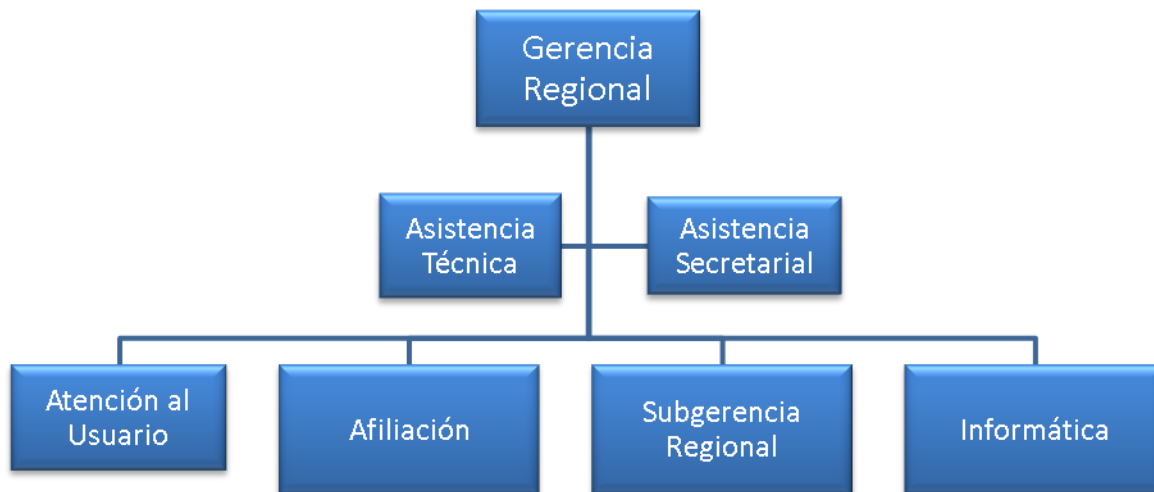 Gerencia
Regional
Asistencia
Técnica
Asistencia
Secretarial
Atención al
Usuario
Afiliación
Subgerencia
Regional
Informática